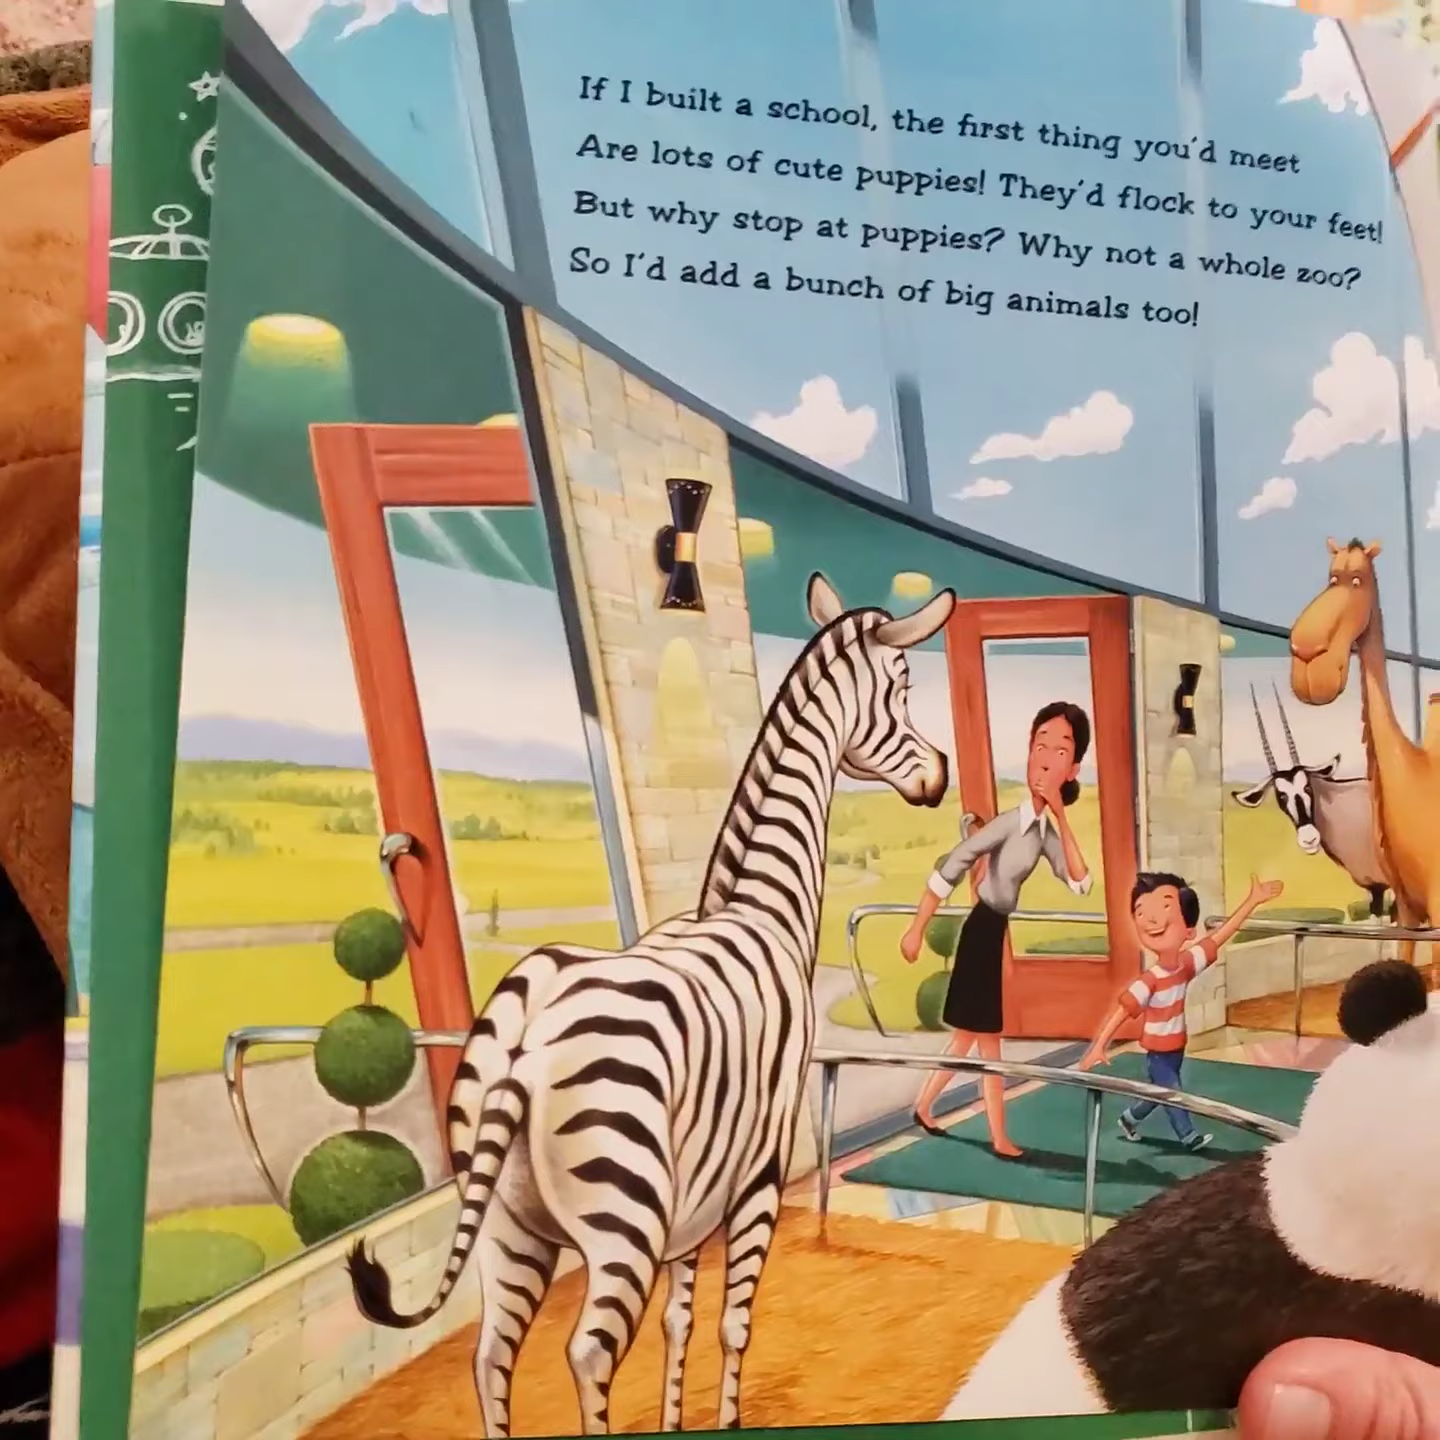 If I built a school, the first thing you'd meet
Are lots of cute puppies! They'd flock to your feet!
But why stop at puppies? Why not a whole zoo?
So I'd add a bunch of big animals too!